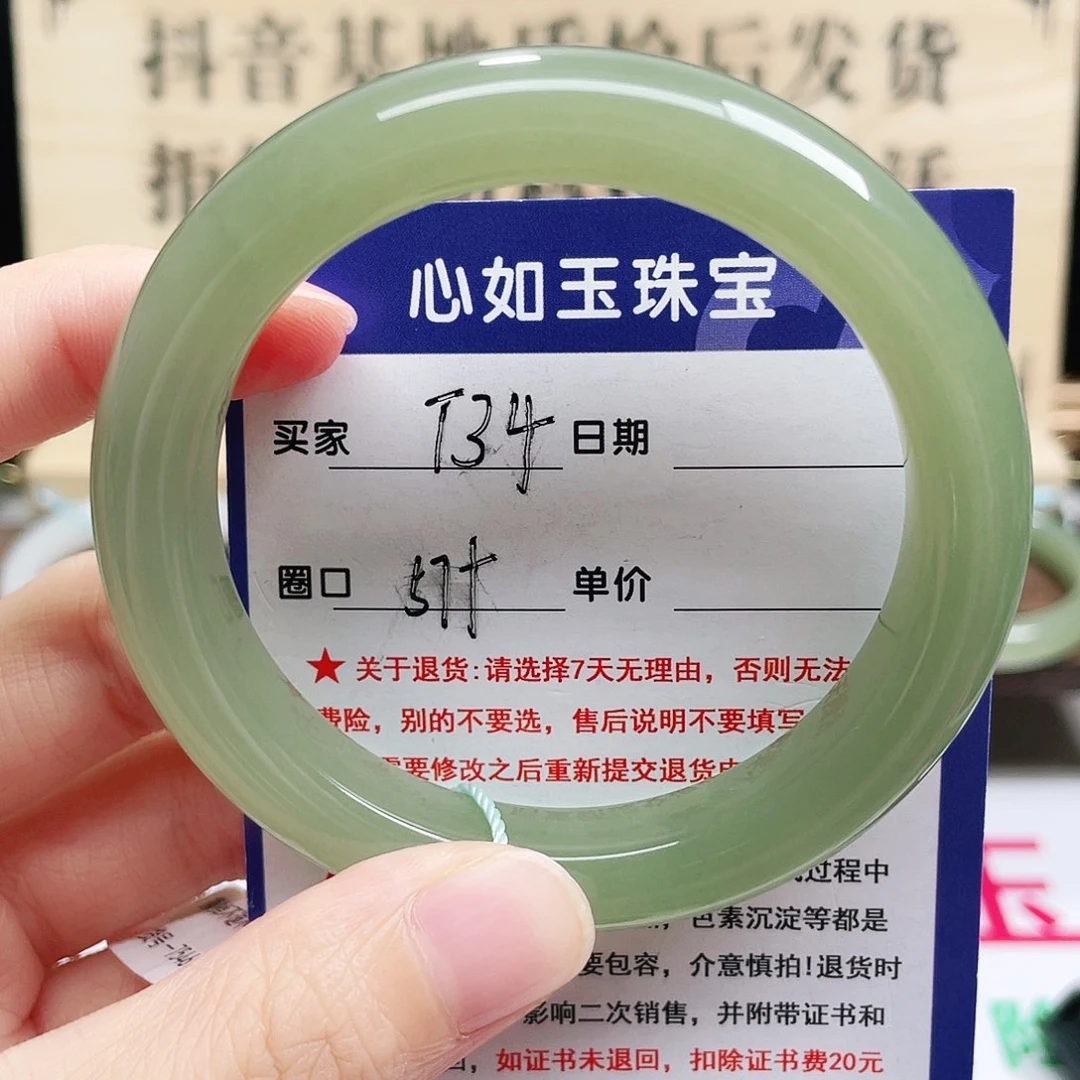 抖音基地质检后发货
心如玉珠宝
买家 T34 日期
圈口 57+ 单价
★关于退货:请选择7天无理由，否则无法
费险，别的不要选，售后说明不要填写
需要修改之后重新提交退货
过程中
色素沉淀等都是
要包容，介意慎拍!退货时
影响二次销售，并附带证书和
如证书未退回，扣除证书费20元
玉